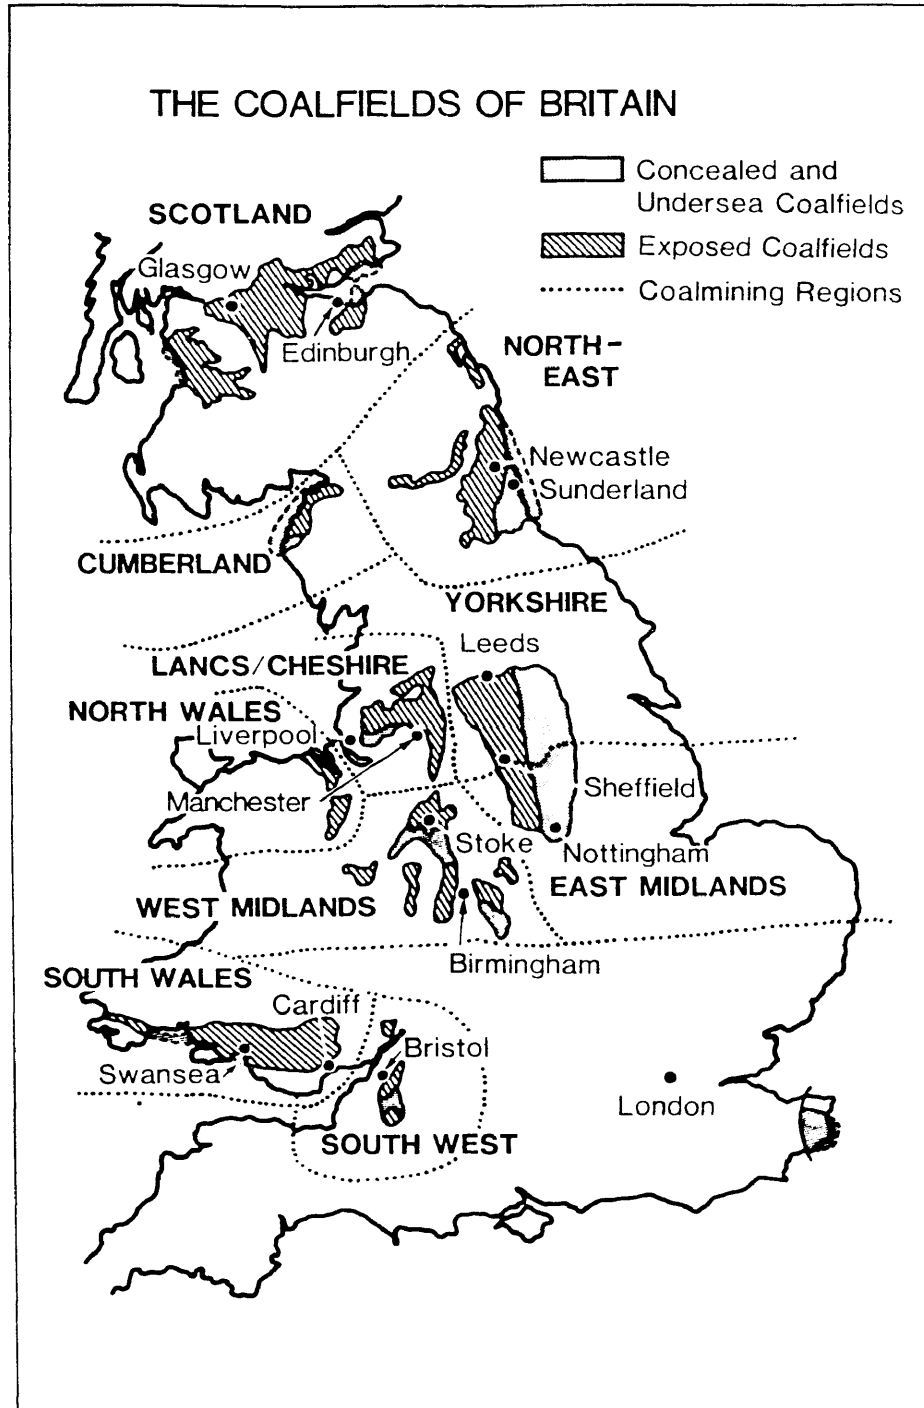 THE COALFIELDS OF BRITAIN
Concealed and
Undersea Coalfields
Exposed Coalfields
Coalmining Regions
SCOTLAND
Glasgow
Edinburgh
NORTH-
EAST
Newcastle
Sunderland
CUMBERLAND
YORKSHIRE
Leeds
LANCS/CHESHIRE
NORTH WALES
Liverpool
Manchester
Sheffield
Stoke
Nottingham
EAST MIDLANDS
WEST MIDLANDS
Birmingham
SOUTH WALES
Cardiff
Bristol
Swansea
London
SOUTH WEST